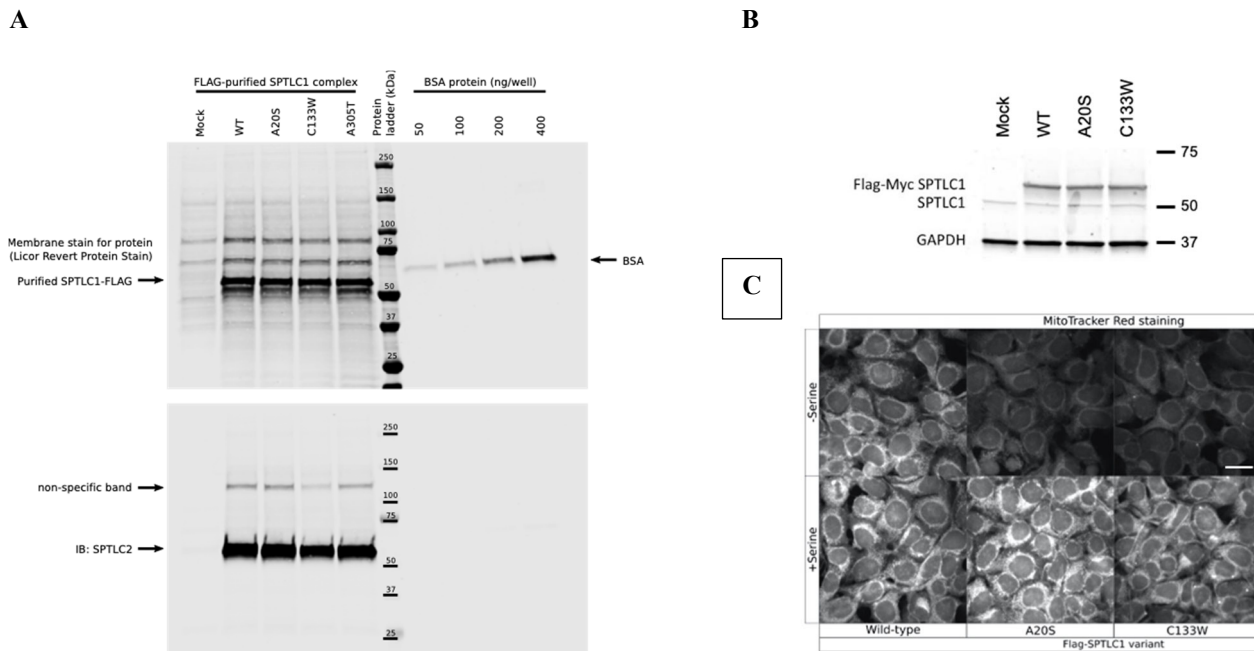 A
FLAG-purified SPTLC1 complex
Mock
WT
A20S
C133W
A305T
Protein
ladder (kDa)
BSA protein (ng/well)
50
100
200
400
250
150
100
75
50
37
25
Membrane stain for protein
(Licor Revert Protein Stain)
Purified SPTLC1-FLAG
BSA
250
150
100
75
50
37
25
non-specific band
IB: SPTLC2
B
Mock
WT
A20S
C133W
75
50
37
Flag-Myc SPTLC1
SPTLC1
GAPDH
C
MitoTracker Red staining
-Serine
+Serine
Wild-type
A20S
C133W
Flag-SPTLC1 variant